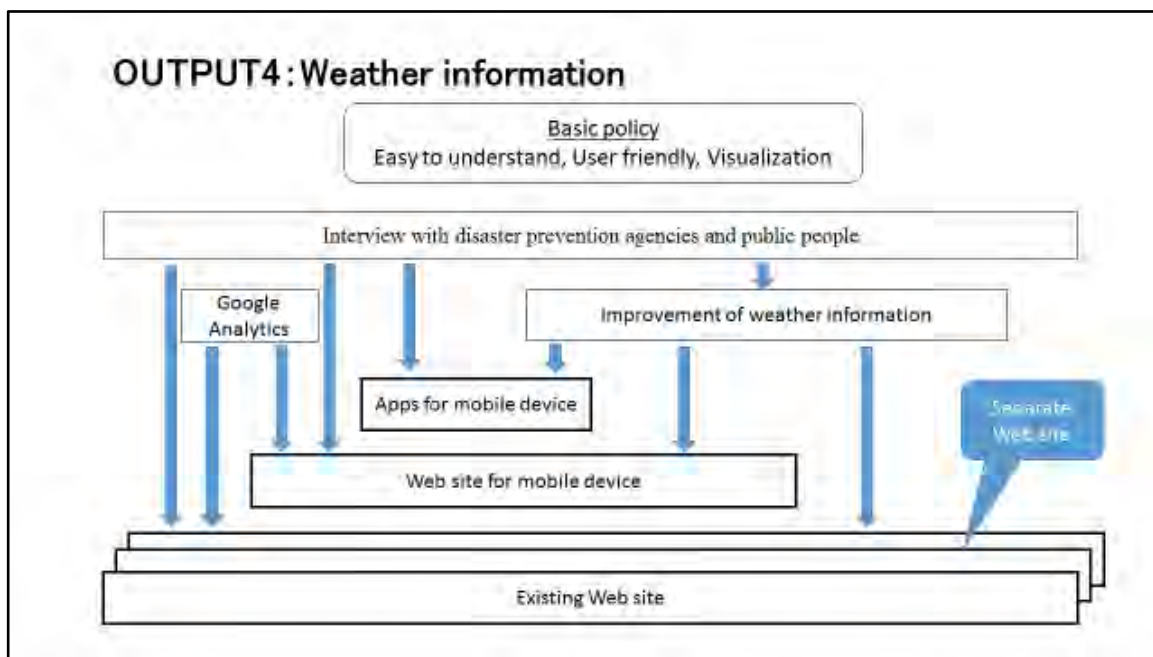 OUTPUT4:Weather information
Basic policy
Easy to understand, User friendly, Visualization
Interview with disaster prevention agencies and public people
Google
Analytics
Improvement of weather information
Apps for mobile device
Separate
Web site
Web site for mobile device
Existing Web site